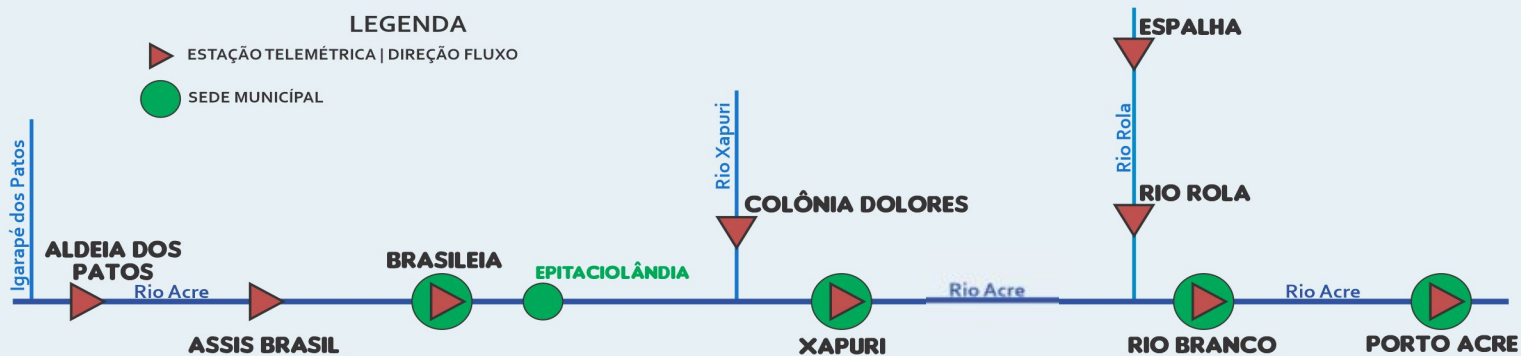 LEGENDA
ESTAÇÃO TELEMÉTRICA | DIREÇÃO FLUXO
SEDE MUNICÍPAL
Igarapé dos Patos
ALDEIA DOS
PATOS
Rio Acre
ASSIS BRASIL
BRASILEIA
EPITACIOLÂNDIA
Rio Xapuri
COLÔNIA DOLORES
XAPURI
Rio Acre
ESPALHA
Rio Rola
RIO ROLA
RIO BRANCO
Rio Acre
PORTO ACRE